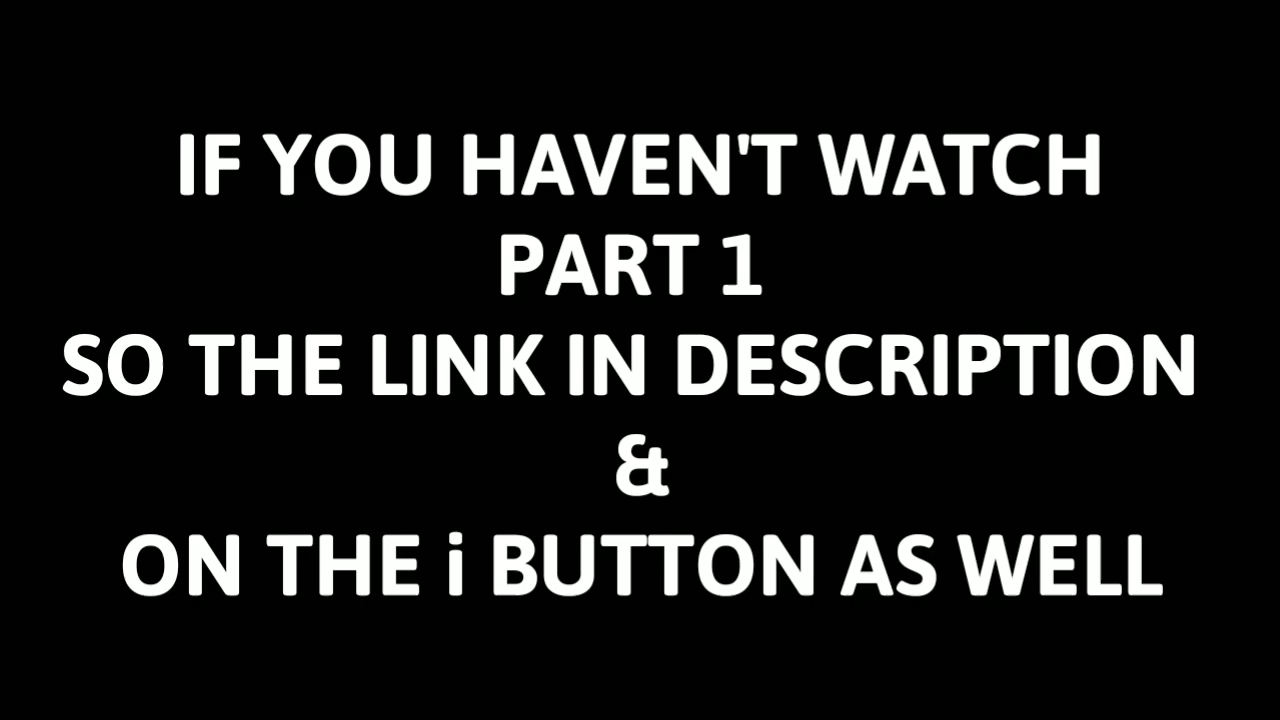 IF YOU HAVEN'T WATCH
PART 1
SO THE LINK IN DESCRIPTION
&
ON THE i BUTTON AS WELL